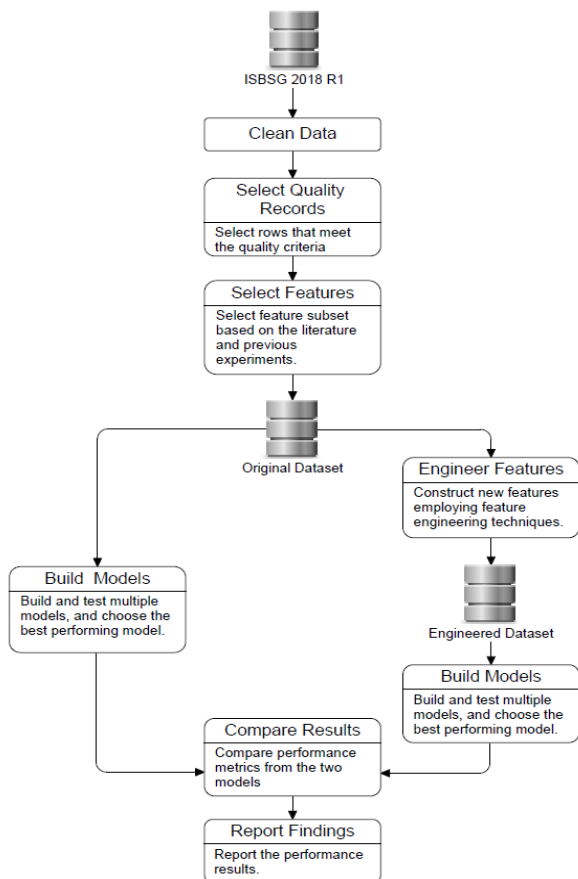 ISBSG 2018 R1
Clean Data
Select Quality
Records
Select rows that meet
the quality criteria
Select Features
Select feature subset
based on the literature
and previous
experiments.
Original Dataset
Engineer Features
Construct new features
employing feature
engineering techniques.
Build Models
Build and test multiple
models, and choose the
best performing model.
Engineered Dataset
Build Models
Build and test multiple
models, and choose the
best performing model.
Compare Results
Compare performance
metrics from the two
models
Report Findings
Report the performance
results.